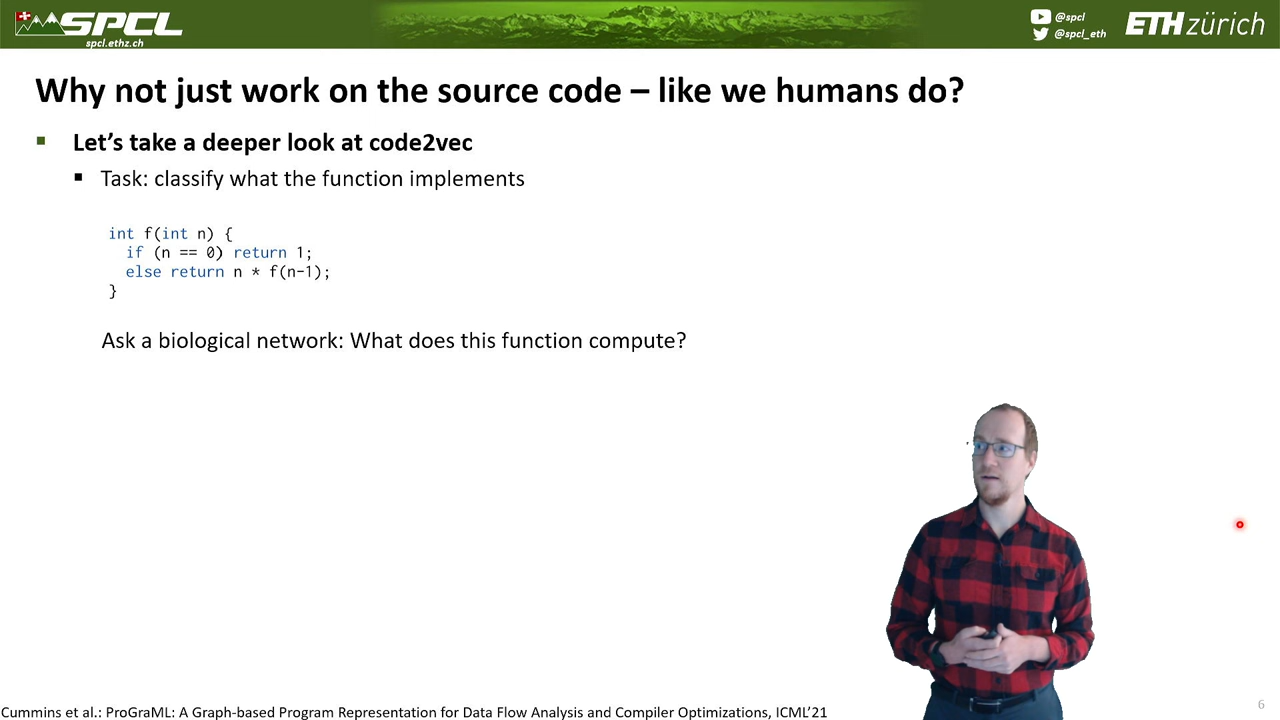 SPCL
spcl.ethz.ch
@spcl
@spcl_eth
ETH zürich
Why not just work on the source code – like we humans do?
Let's take a deeper look at code2vec
Task: classify what the function implements
int f(int n) {
if (n == 0) return 1;
else return n * f(n-1);
}
Ask a biological network: What does this function compute?
Cummins et al.: ProGraML: A Graph-based Program Representation for Data Flow Analysis and Compiler Optimizations, ICML'21
6